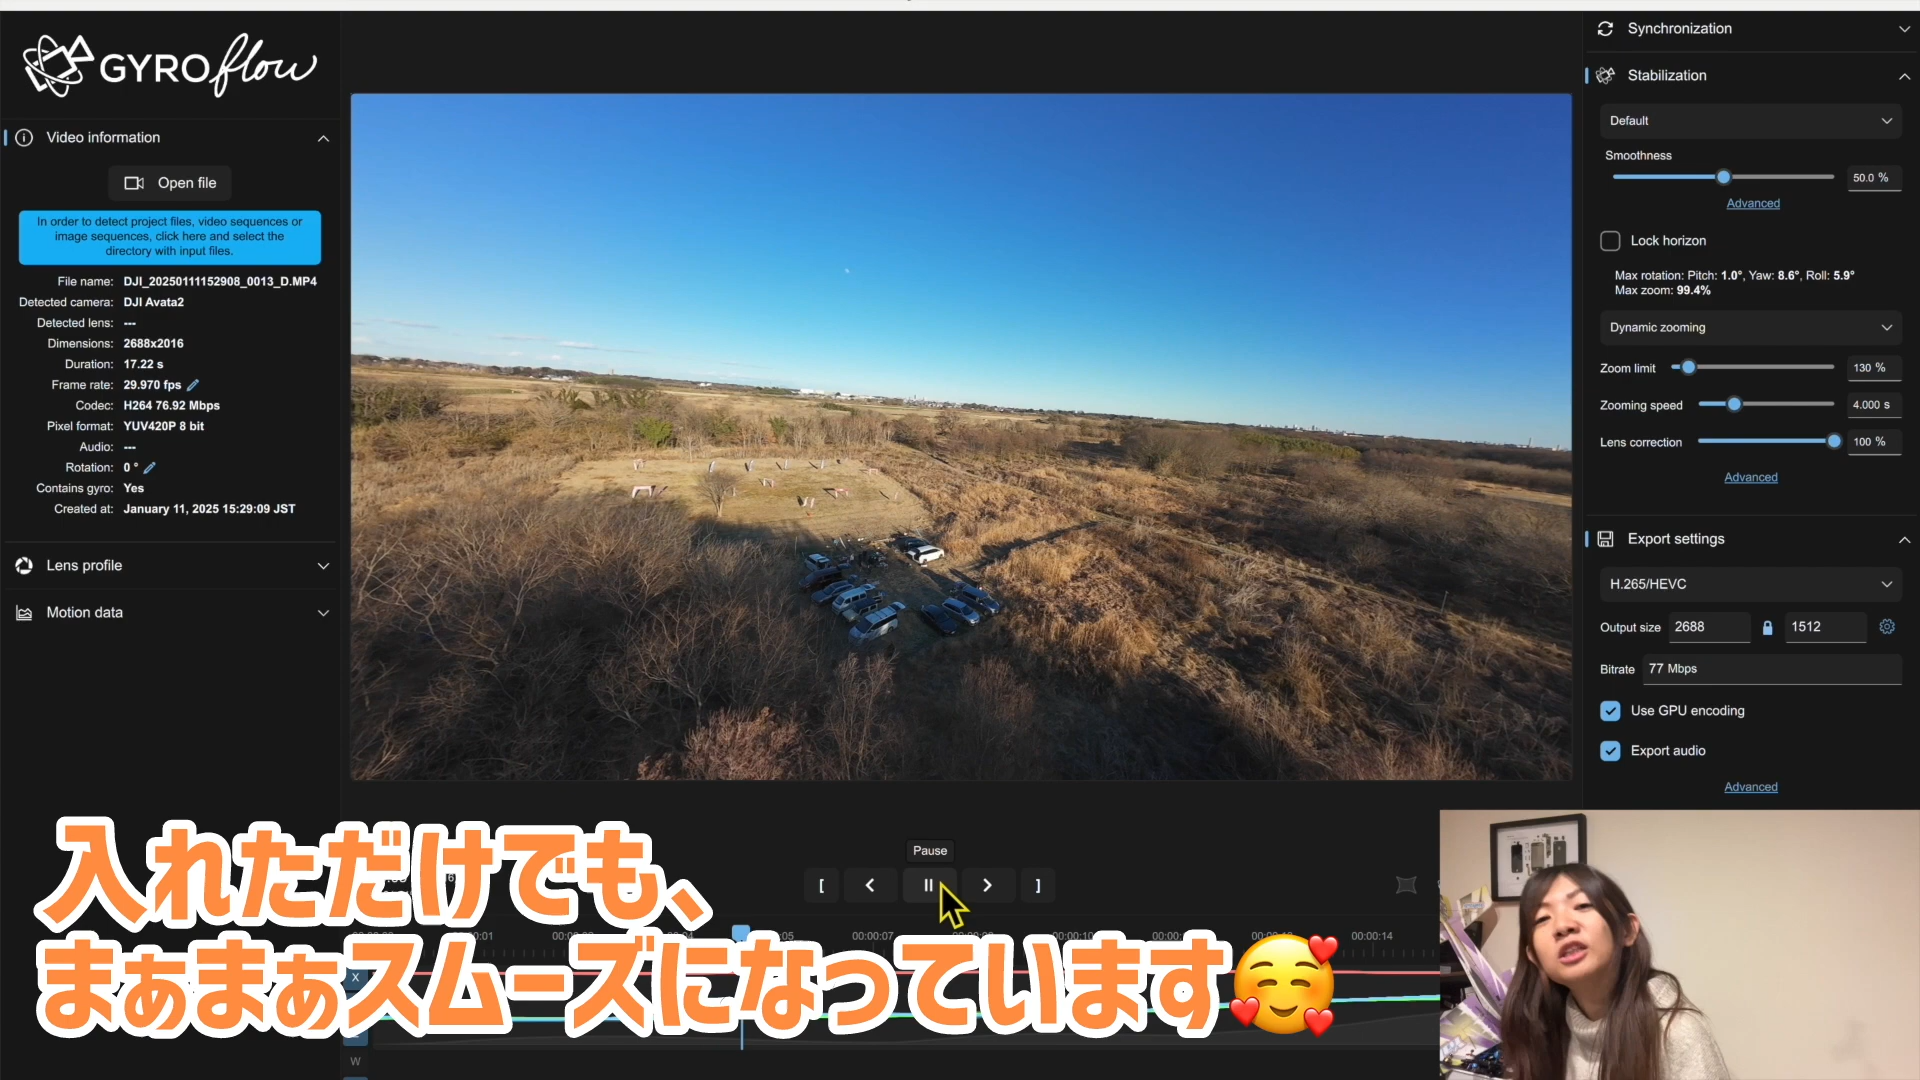 GYROflow
Video information
Open file
In order to detect project files, video sequences or
image sequences, click here and select the
directory with input files.
File name: DJI_20250111152908_0013_D.MP4
Detected camera: DJI Avata2
Detected lens: ---
Dimensions: 2688x2016
Duration: 17.22 s
Frame rate: 29.970 fps
Codec: H264 76.92 Mbps
Pixel format: YUV420P 8 bit
Audio: ---
Rotation: 0 °
Contains gyro: Yes
Created at: January 11, 2025 15:29:09 JST
Lens profile
Motion data
Synchronization
Stabilization
Default
Smoothness
50.0 %
Advanced
Lock horizon
Max rotation: Pitch: 1.0°, Yaw: 8.6°, Roll: 5.9°
Max zoom: 99.4%
Dynamic zooming
Zoom limit 130 %
Zooming speed 4.000 s
Lens correction 100 %
Advanced
Export settings
H.265/HEVC
Output size 2688 1512
Bitrate 77 Mbps
Use GPU encoding
Export audio
Advanced
Pause
[ ]
00:00:07 00:00:10 00:00:14
X
W
入れただけでも、
まぁまぁスムーズになっています🥰